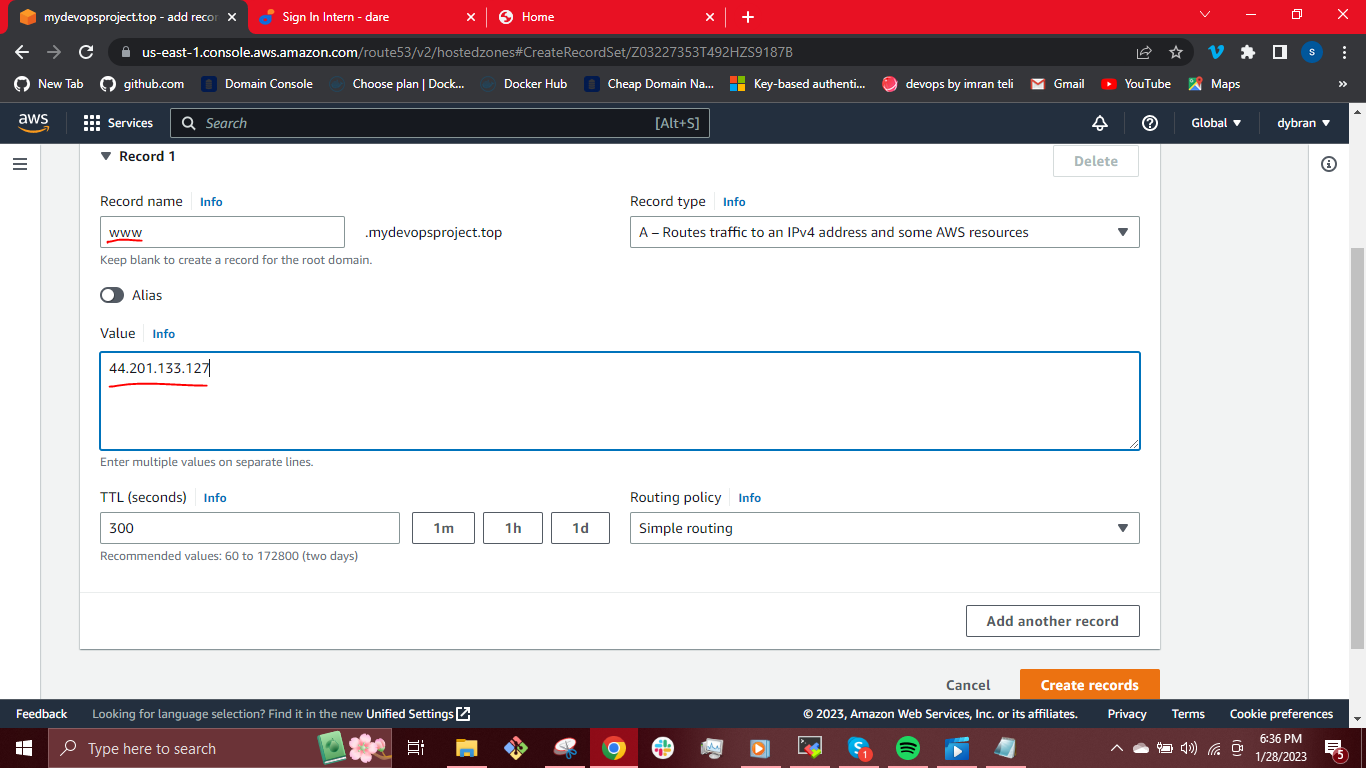 mydevopsproject.top - add recor
Sign In Intern - dare
Home
us-east-1.console.aws.amazon.com/route53/v2/hostedzones#CreateRecordSet/Z03227353T492HZS9187B
S
New Tab
github.com
Domain Console
Choose plan | Dock...
Docker Hub
Cheap Domain Na...
Key-based authenti...
devops by imran teli
Gmail
YouTube
Maps
»
aws
Services
Search
[Alt+S]
Global
dybran
Record 1
Delete
Record name Info
Record type Info
www .mydevopsproject.top
A – Routes traffic to an IPv4 address and some AWS resources
Keep blank to create a record for the root domain.
Alias
Value Info
44.201.133.127
Enter multiple values on separate lines.
TTL (seconds) Info
Routing policy Info
300
1m
1h
1d
Simple routing
Recommended values: 60 to 172800 (two days)
Add another record
Cancel
Create records
Feedback
Looking for language selection? Find it in the new Unified Settings
© 2023, Amazon Web Services, Inc. or its affiliates.
Privacy
Terms
Cookie preferences
Type here to search
1
6:36 PM
1/28/2023
5